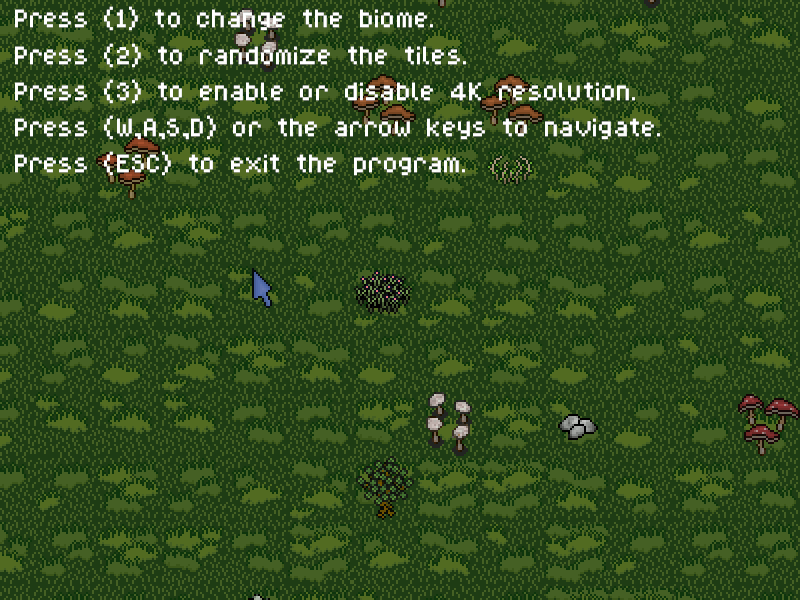 Press (1) to change the biome.
Press (2) to randomize the tiles.
Press (3) to enable or disable 4K resolution.
Press (W,A,S,D) or the arrow keys to navigate.
Press (ESC) to exit the program.